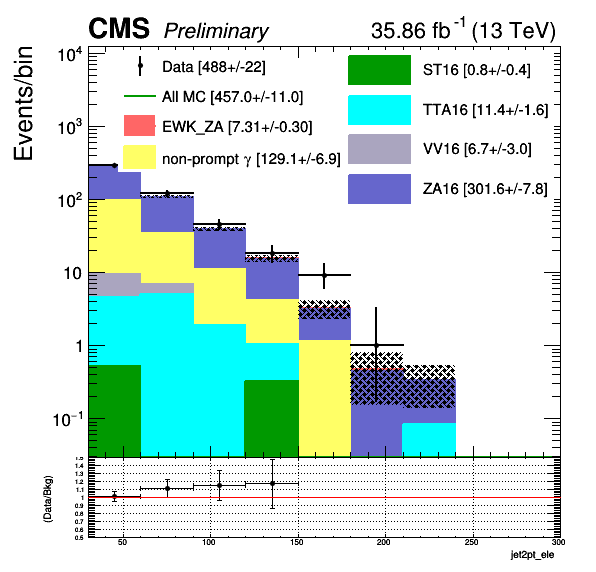 CMS Preliminary 35.86 fb⁻¹ (13 TeV)
Events/bin
Data [488+/-22]
All MC [457.0+/-11.0]
EWK_ZA [7.31+/-0.30]
non-prompt γ [129.1+/-6.9]
ST16 [0.8+/-0.4]
TTA16 [11.4+/-1.6]
VV16 [6.7+/-3.0]
ZA16 [301.6+/-7.8]
10⁴
10³
10²
10
1
10⁻¹
(Data/Bkg)
1.5
1.4
1.3
1.2
1.1
1
0.9
0.8
0.7
0.6
0.5
50 100 150 200 250 300
jet2pt_ele